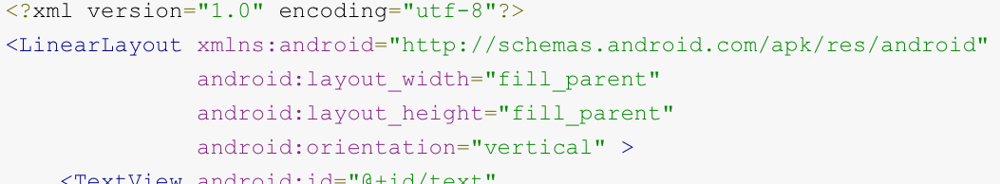 <?xml version="1.0" encoding="utf-8"?>
<LinearLayout xmlns:android="http://schemas.android.com/apk/res/android"
android:layout_width="fill_parent"
android:layout_height="fill_parent"
android:orientation="vertical" >
<TextView android:id="@+id/text"